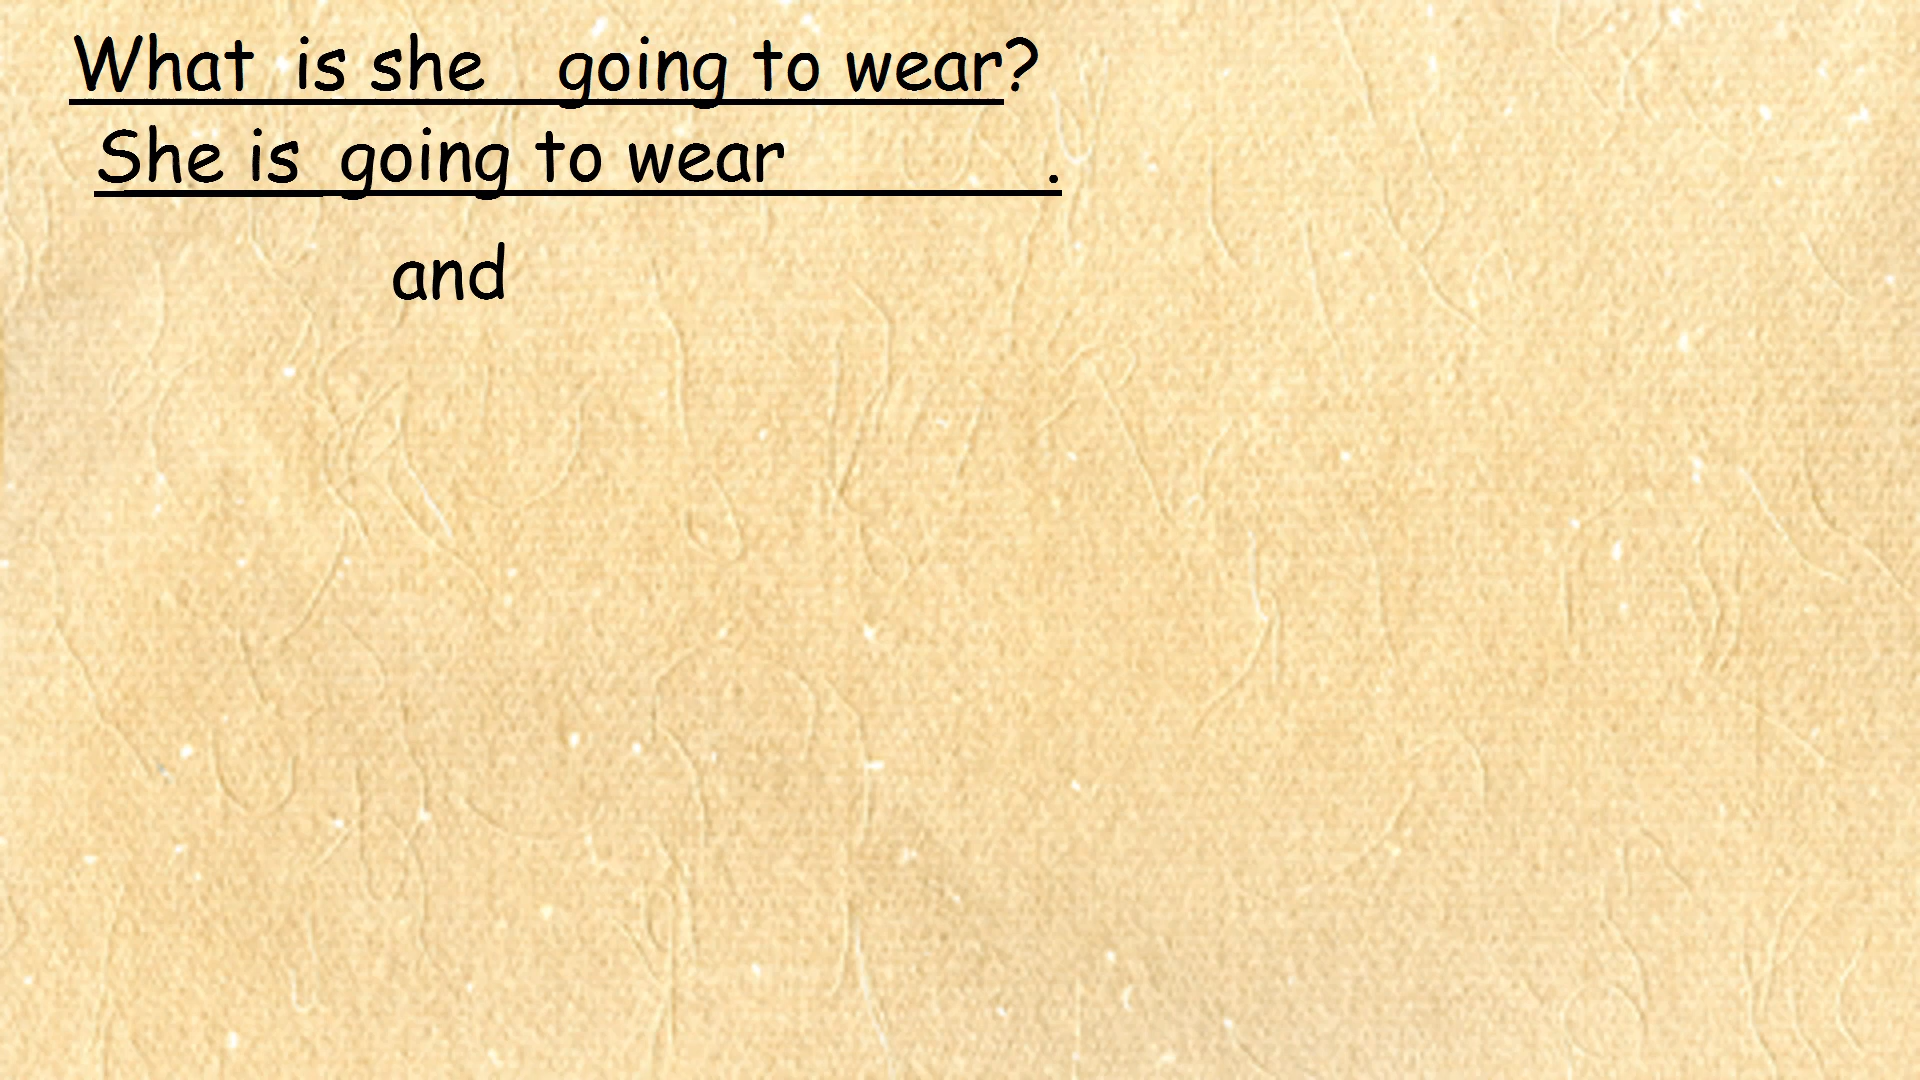 What is she going to wear?
She is going to wear .
and